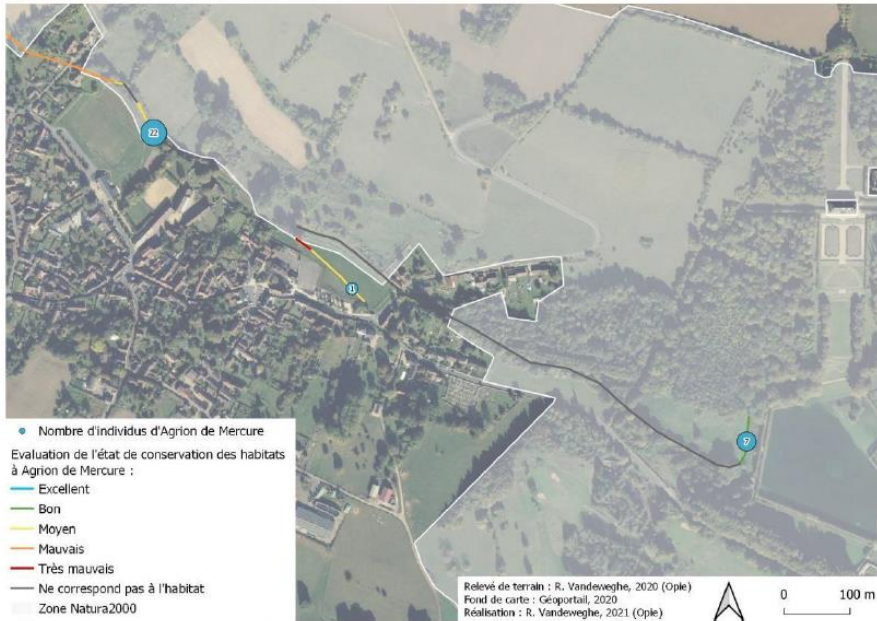 22
1
7
Nombre d'individus d'Agrion de Mercure
Evaluation de l'état de conservation des habitats
à Agrion de Mercure :
Excellent
Bon
Moyen
Mauvais
Très mauvais
Ne correspond pas à l'habitat
Zone Natura2000
Relevé de terrain : R. Vandeweghe, 2020 (Opie)
Fond de carte : Géoportail, 2020
Réalisation : R. Vandeweghe, 2021 (Opie)
0 100 m